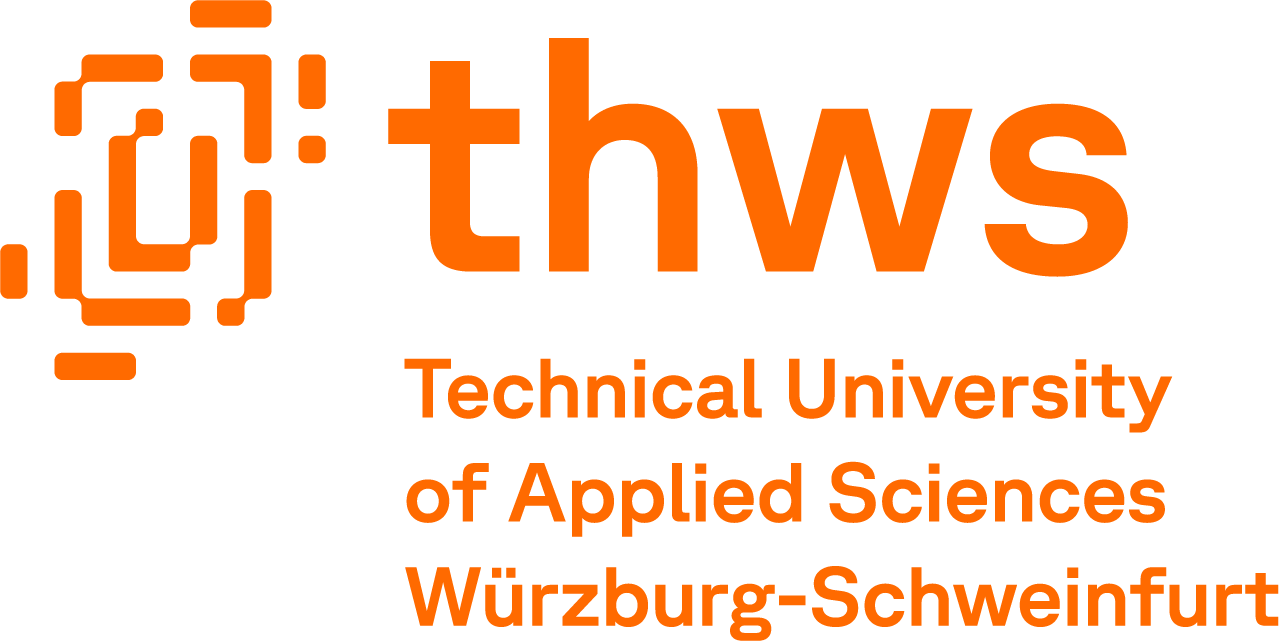 thws
Technical University
of Applied Sciences
Würzburg-Schweinfurt